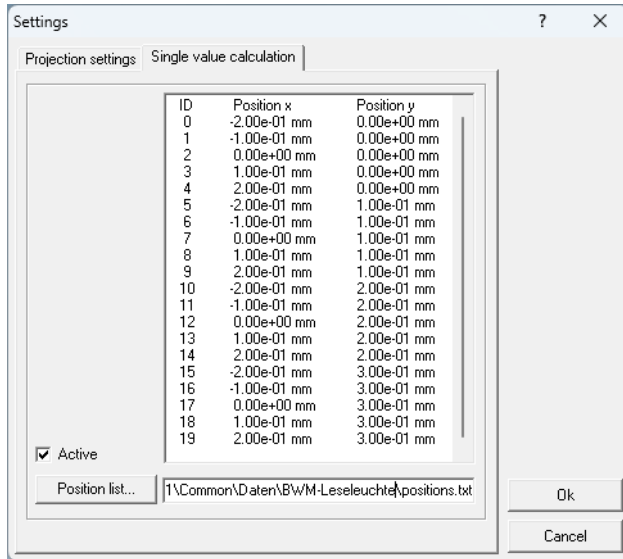 Settings ? ×
Projection settings Single value calculation
ID Position x Position y
0 -2.00e-01 mm 0.00e+00 mm
1 -1.00e-01 mm 0.00e+00 mm
2 0.00e+00 mm 0.00e+00 mm
3 1.00e-01 mm 0.00e+00 mm
4 2.00e-01 mm 0.00e+00 mm
5 -2.00e-01 mm 1.00e-01 mm
6 -1.00e-01 mm 1.00e-01 mm
7 0.00e+00 mm 1.00e-01 mm
8 1.00e-01 mm 1.00e-01 mm
9 2.00e-01 mm 1.00e-01 mm
10 -2.00e-01 mm 2.00e-01 mm
11 -1.00e-01 mm 2.00e-01 mm
12 0.00e+00 mm 2.00e-01 mm
13 1.00e-01 mm 2.00e-01 mm
14 2.00e-01 mm 2.00e-01 mm
15 -2.00e-01 mm 3.00e-01 mm
16 -1.00e-01 mm 3.00e-01 mm
17 0.00e+00 mm 3.00e-01 mm
18 1.00e-01 mm 3.00e-01 mm
19 2.00e-01 mm 3.00e-01 mm
Active
Position list... 1\Common\Daten\BWM-Leseleuchte\positions.txt
Ok
Cancel